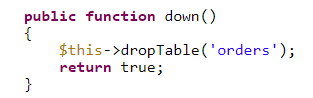 public function down()
{
    $this->dropTable('orders');
    return true;
}